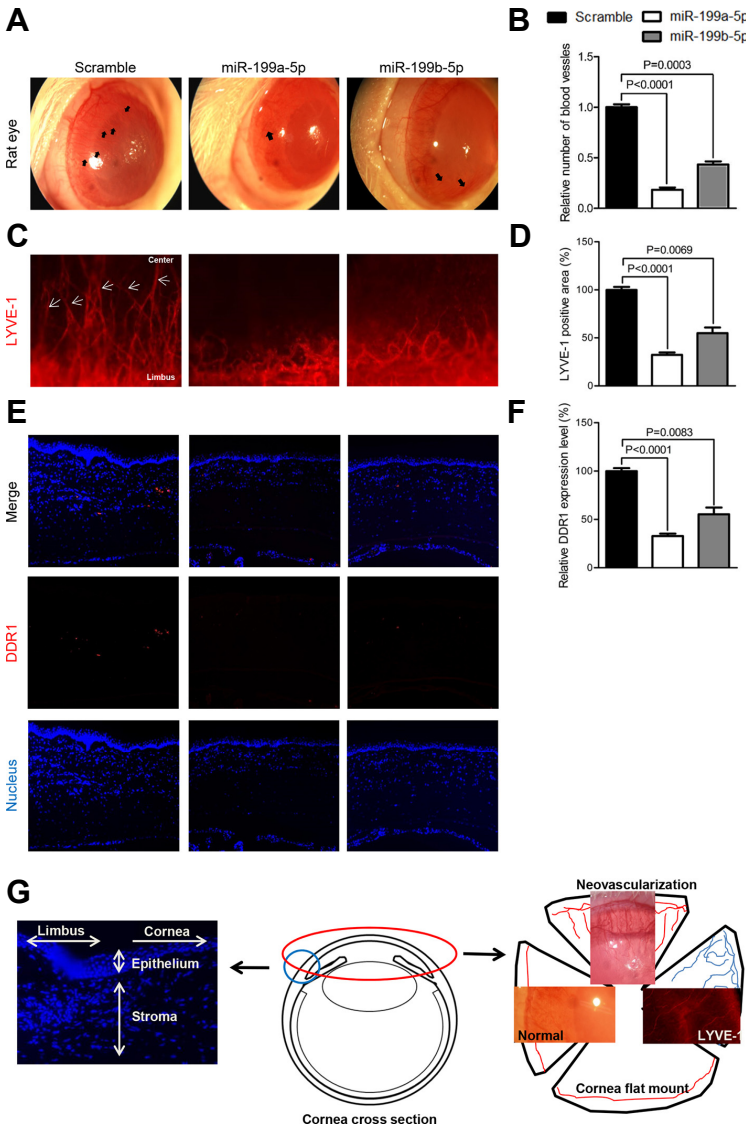 A
Scramble
miR-199a-5p
miR-199b-5p
Rat eye
B
Scramble
miR-199a-5p
miR-199b-5p
Relative number of blood vessles
1.5
1.0
0.5
0.0
P=0.0003
P<0.0001
C
LYVE-1
Center
Limbus
D
LYVE-1 positive area (%)
150
100
50
0
P=0.0069
P<0.0001
E
Merge
DDR1
Nucleus
F
Relative DDR1 expression level (%)
150
100
50
0
P=0.0083
P<0.0001
G
Limbus
Cornea
Epithelium
Stroma
Cornea cross section
Neovascularization
Normal
LYVE-1
Cornea flat mount